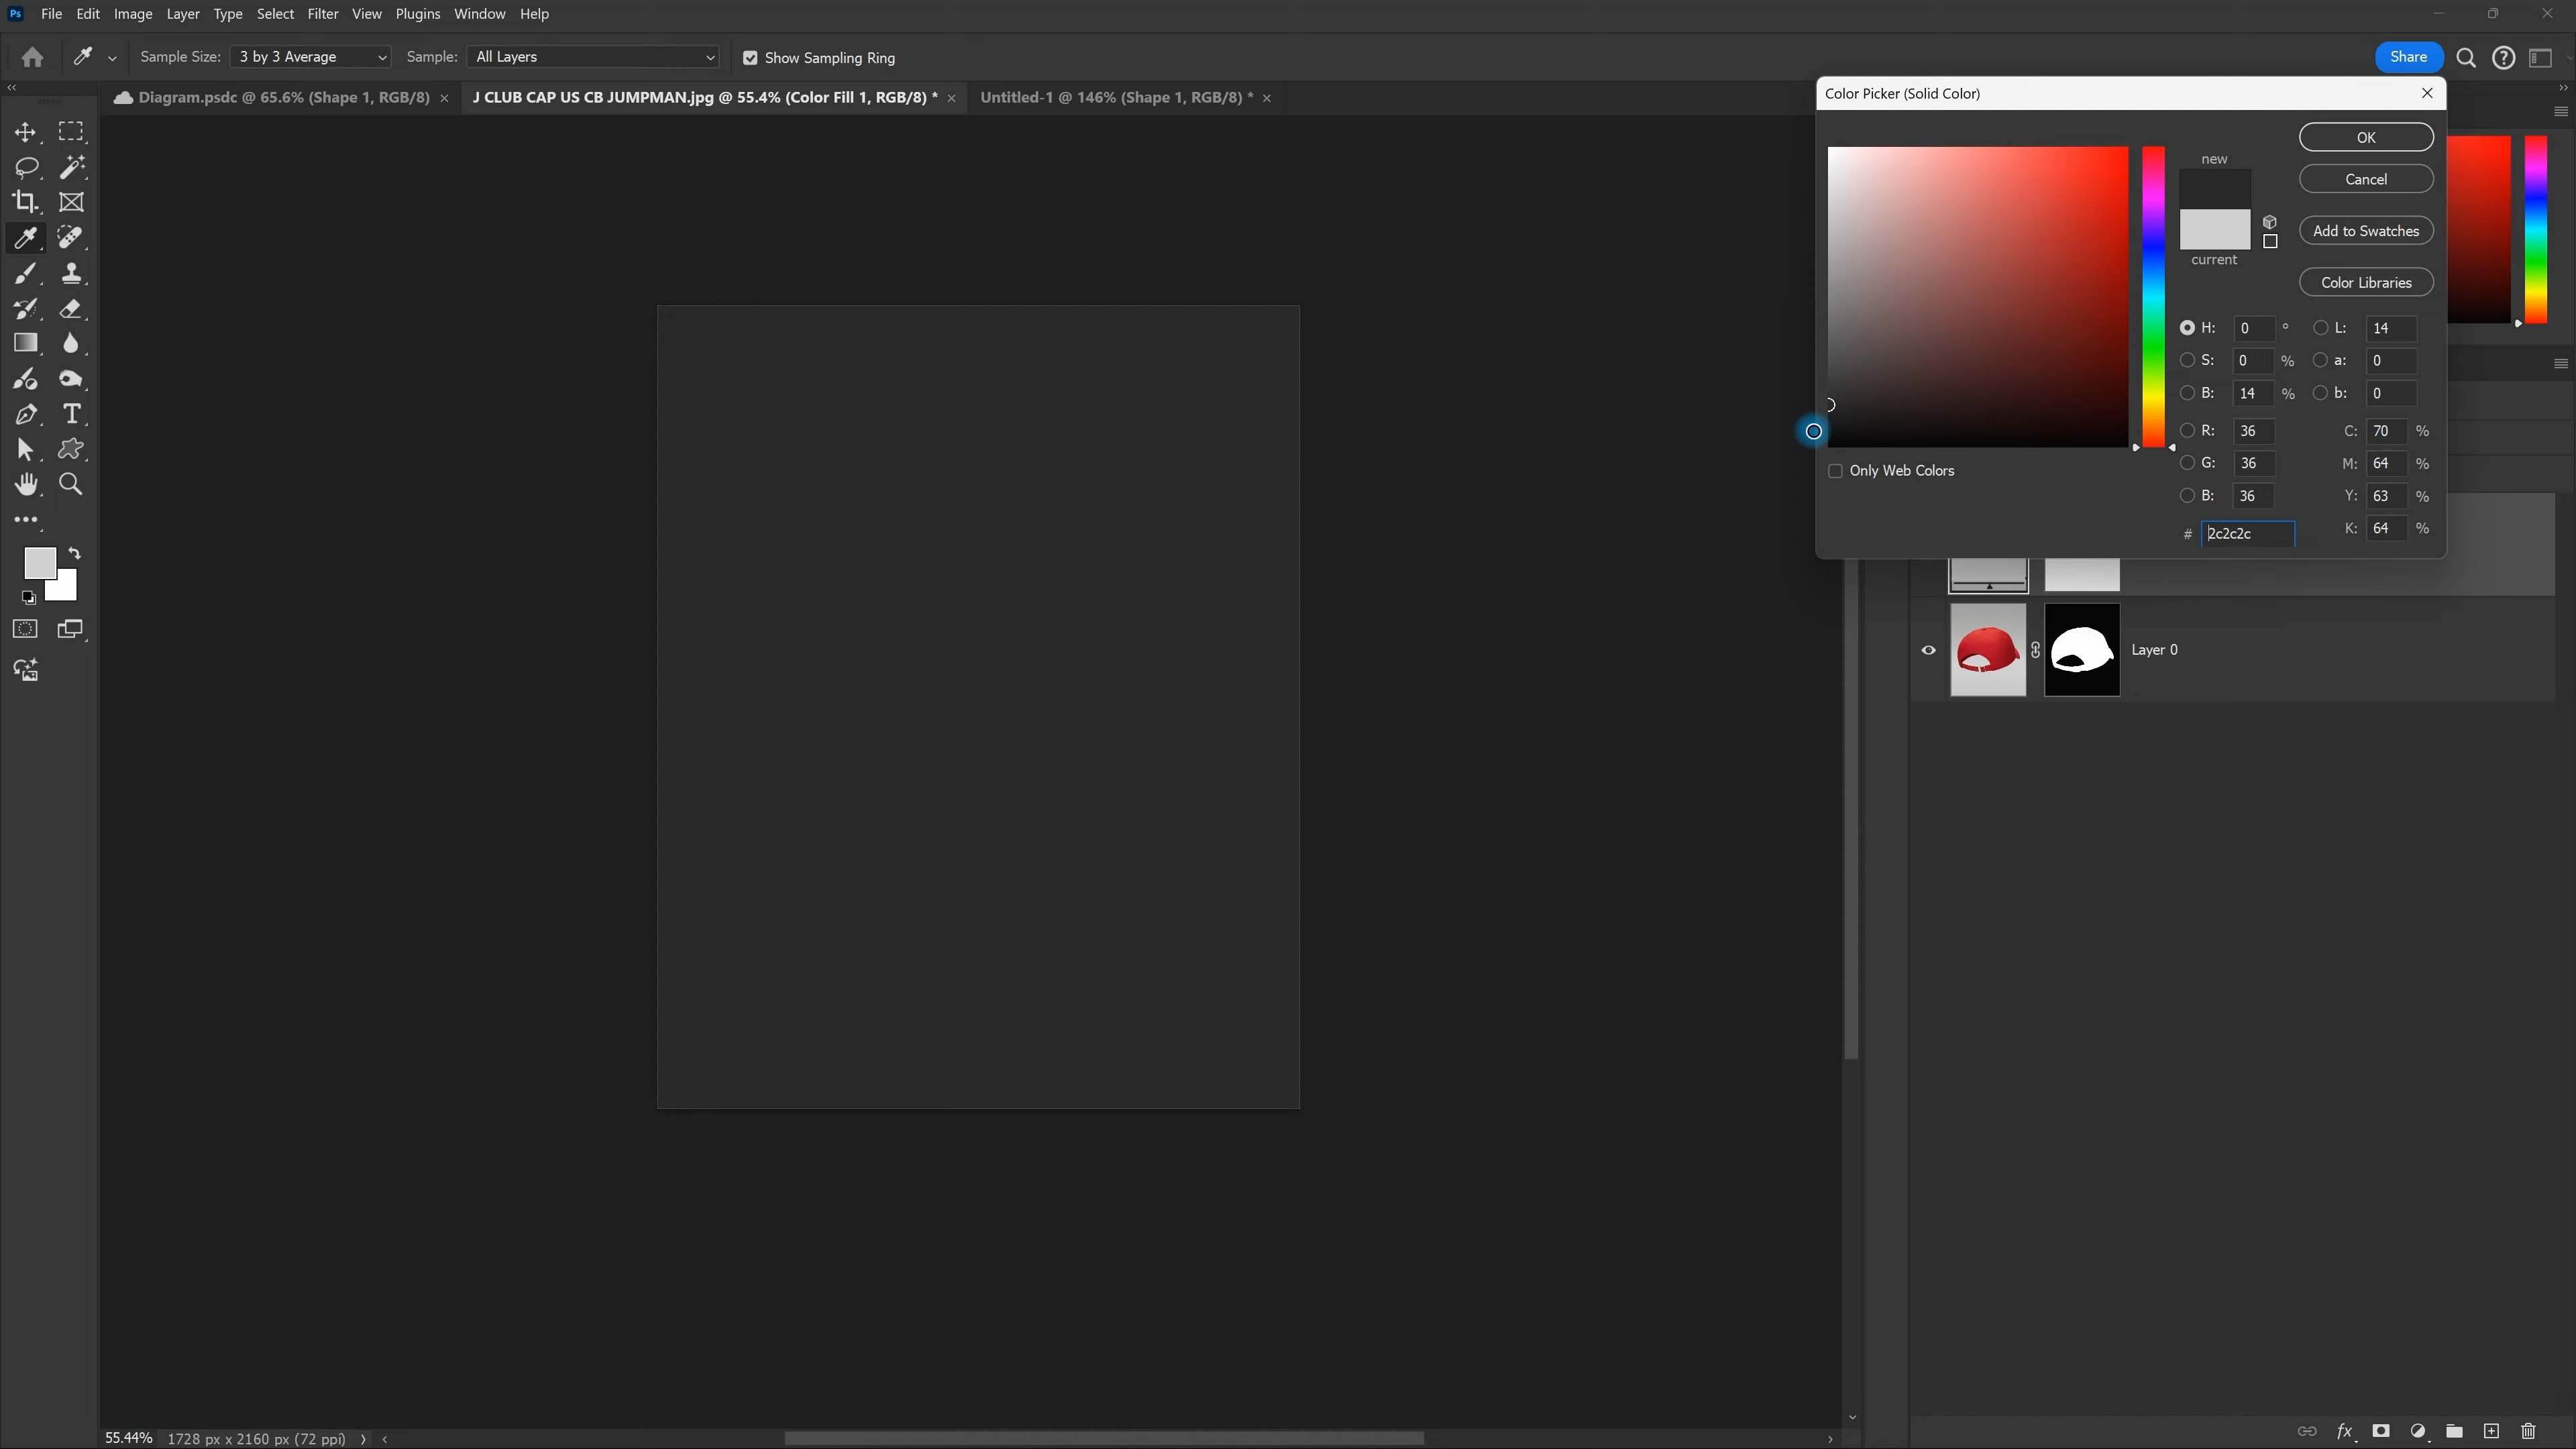 Ps File Edit Image Layer Type Select Filter View Plugins Window Help
Sample Size: 3 by 3 Average Sample: All Layers Show Sampling Ring Share
Diagram.psdc @ 65.6% (Shape 1, RGB/8) × J CLUB CAP US CB JUMPMAN.jpg @ 55.4% (Color Fill 1, RGB/8) * × Untitled-1 @ 146% (Shape 1, RGB/8) * ×
Color Picker (Solid Color)
OK
new
Cancel
Add to Swatches
current
Color Libraries
H: 0 ° L: 14
S: 0 % a: 0
B: 14 % b: 0
R: 36 C: 70 %
G: 36 M: 64 %
B: 36 Y: 63 %
# 2c2c2c K: 64 %
Only Web Colors
Layer 0
55.44% 1728 px x 2160 px (72 ppi)
fx